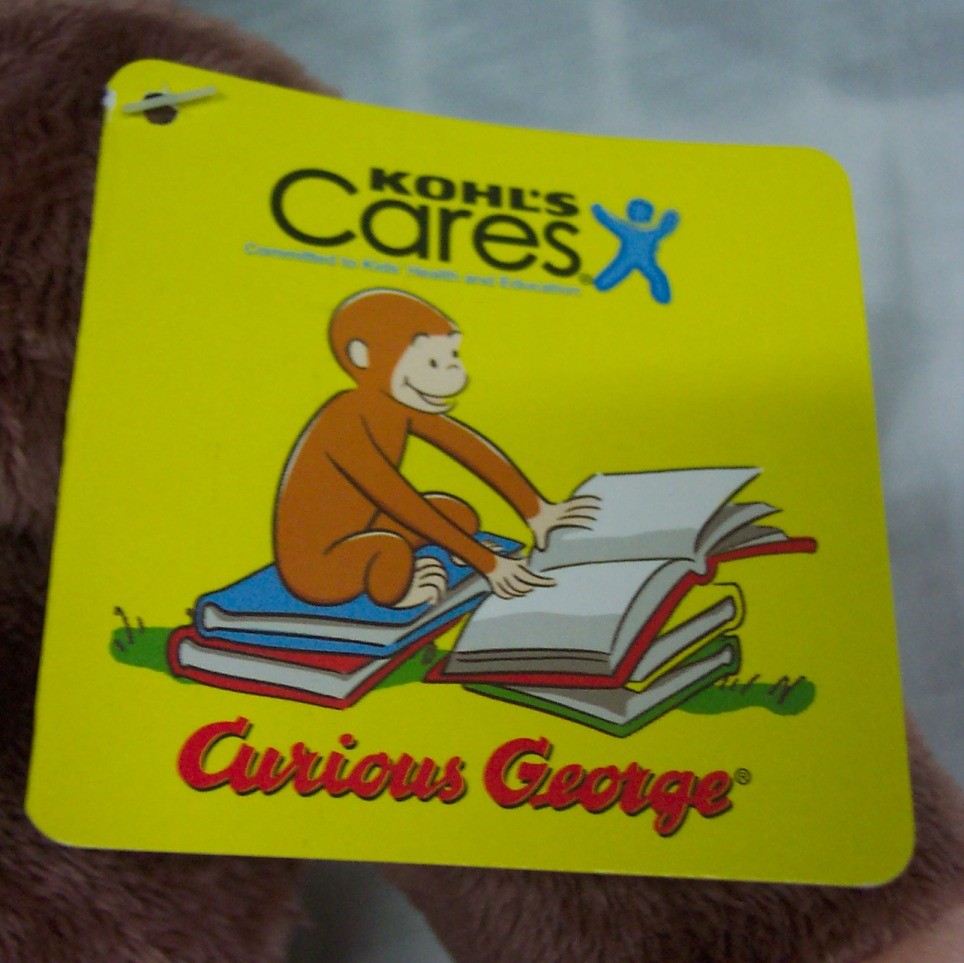 KOHL'S
Cares®
Committed to Kids' Health and Education
Curious George®